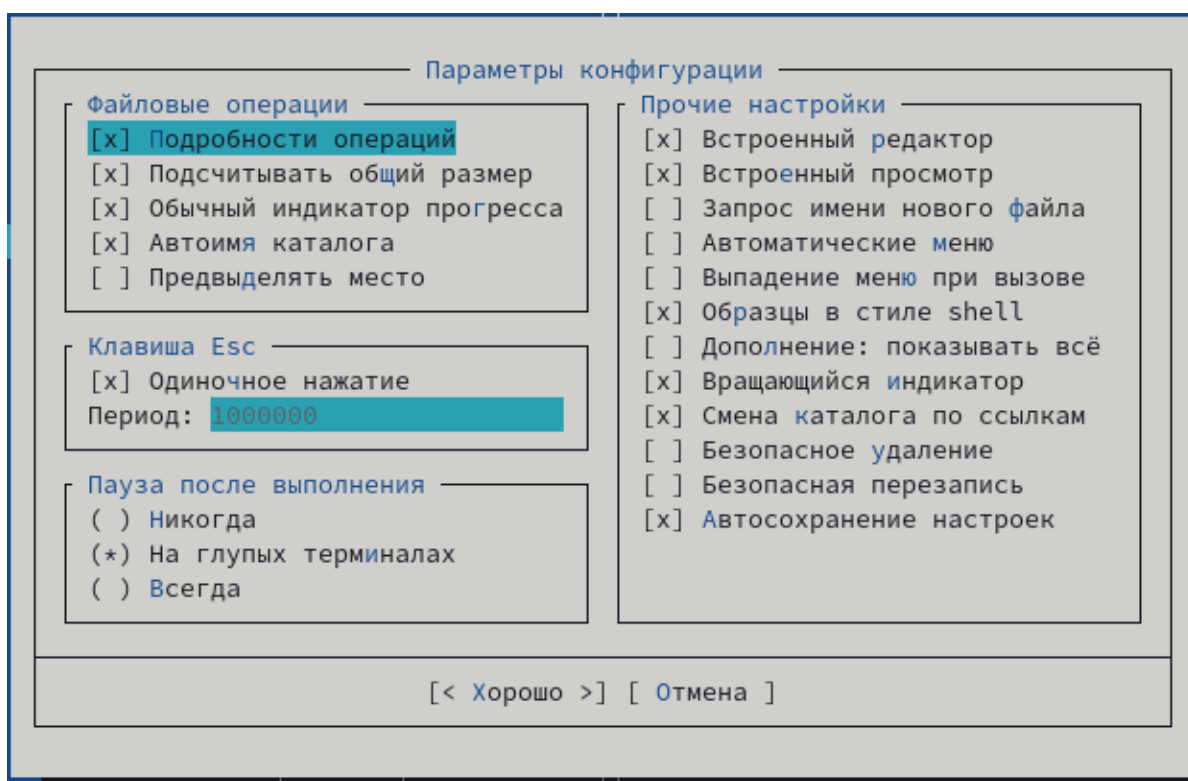 Параметры конфигурации
Файловые операции
[x] Подробности операций
[x] Подсчитывать общий размер
[x] Обычный индикатор прогресса
[x] Автоимя каталога
[ ] Предвыделять место
Клавиша Esc
[x] Одиночное нажатие
Период: 1000000
Пауза после выполнения
( ) Никогда
(*) На глупых терминалах
( ) Всегда
Прочие настройки
[x] Встроенный редактор
[x] Встроенный просмотр
[ ] Запрос имени нового файла
[ ] Автоматические меню
[ ] Выпадение меню при вызове
[x] Образцы в стиле shell
[ ] Дополнение: показывать всё
[x] Вращающийся индикатор
[x] Смена каталога по ссылкам
[ ] Безопасное удаление
[ ] Безопасная перезапись
[x] Автосохранение настроек
[< Хорошо >] [ Отмена ]